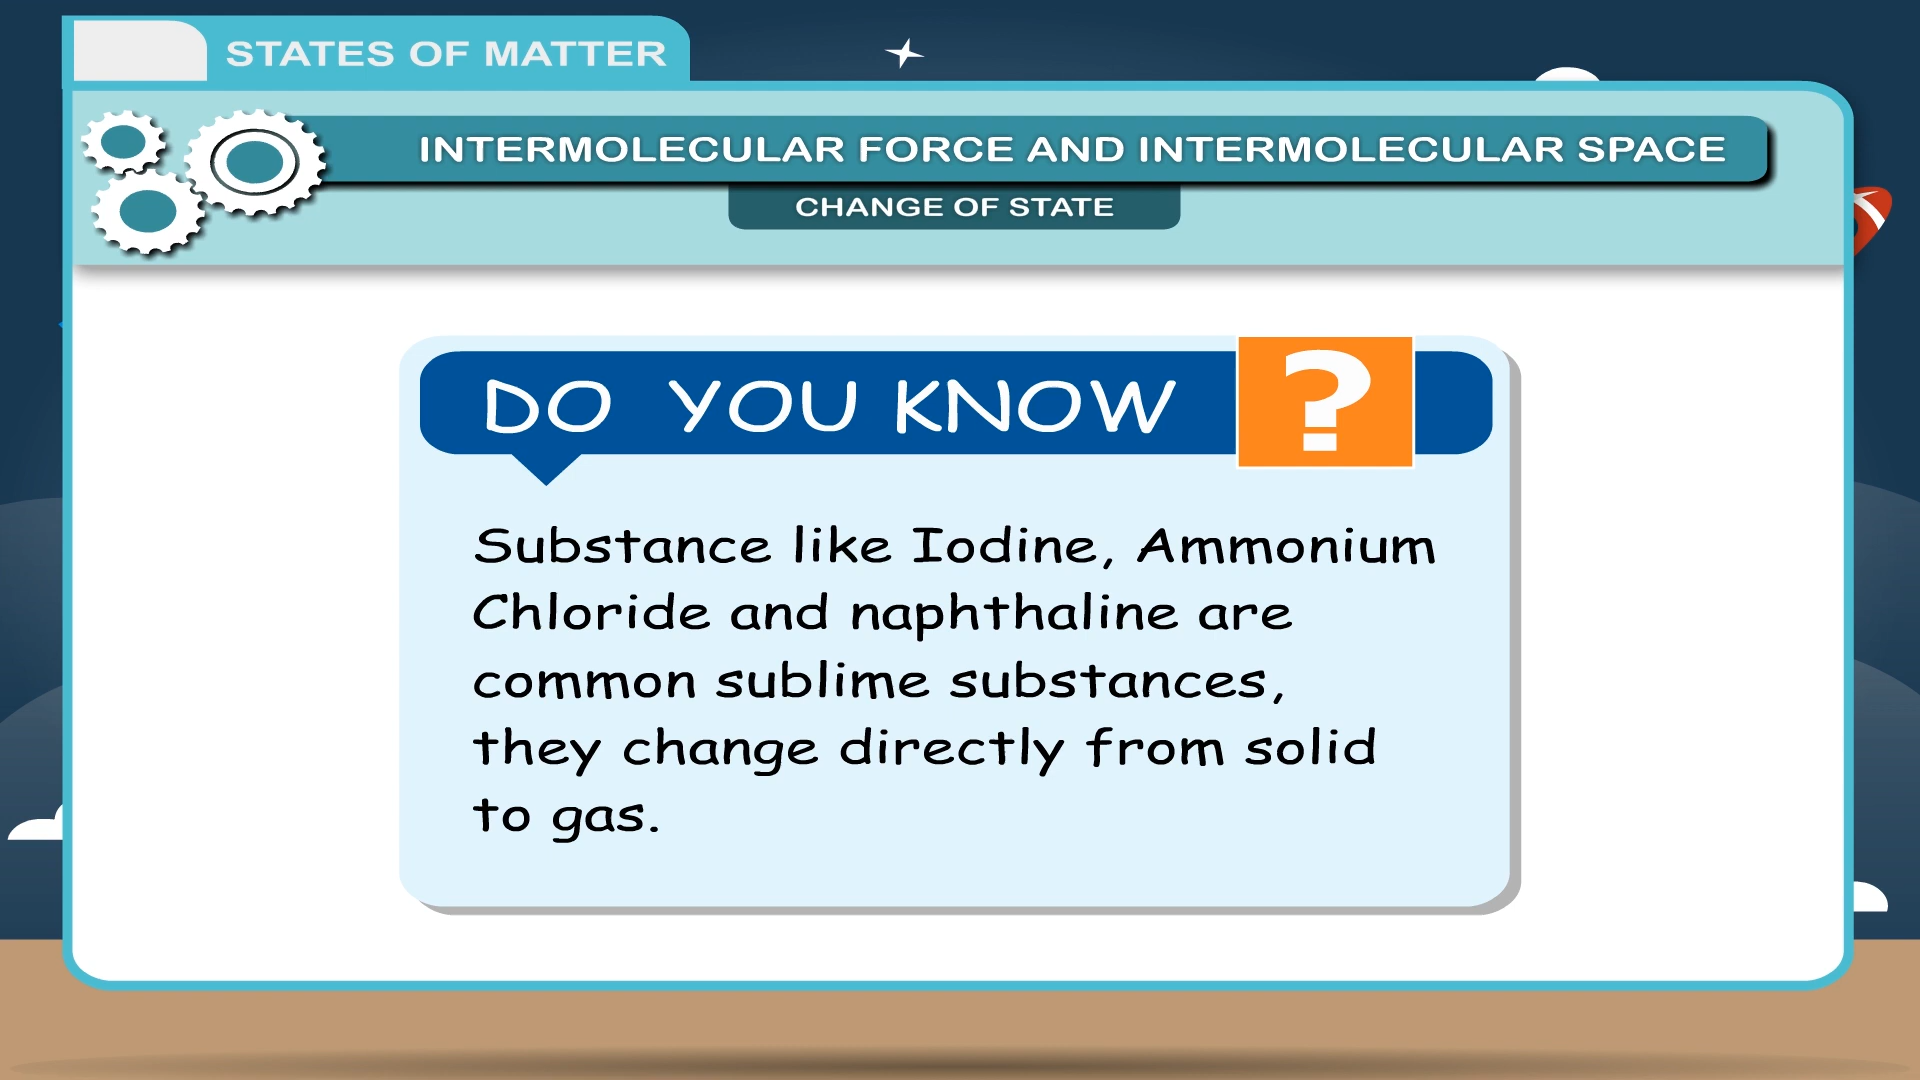 STATES OF MATTER
INTERMOLECULAR FORCE AND INTERMOLECULAR SPACE
CHANGE OF STATE
DO YOU KNOW ?
Substance like Iodine, Ammonium
Chloride and naphthaline are
common sublime substances,
they change directly from solid
to gas.